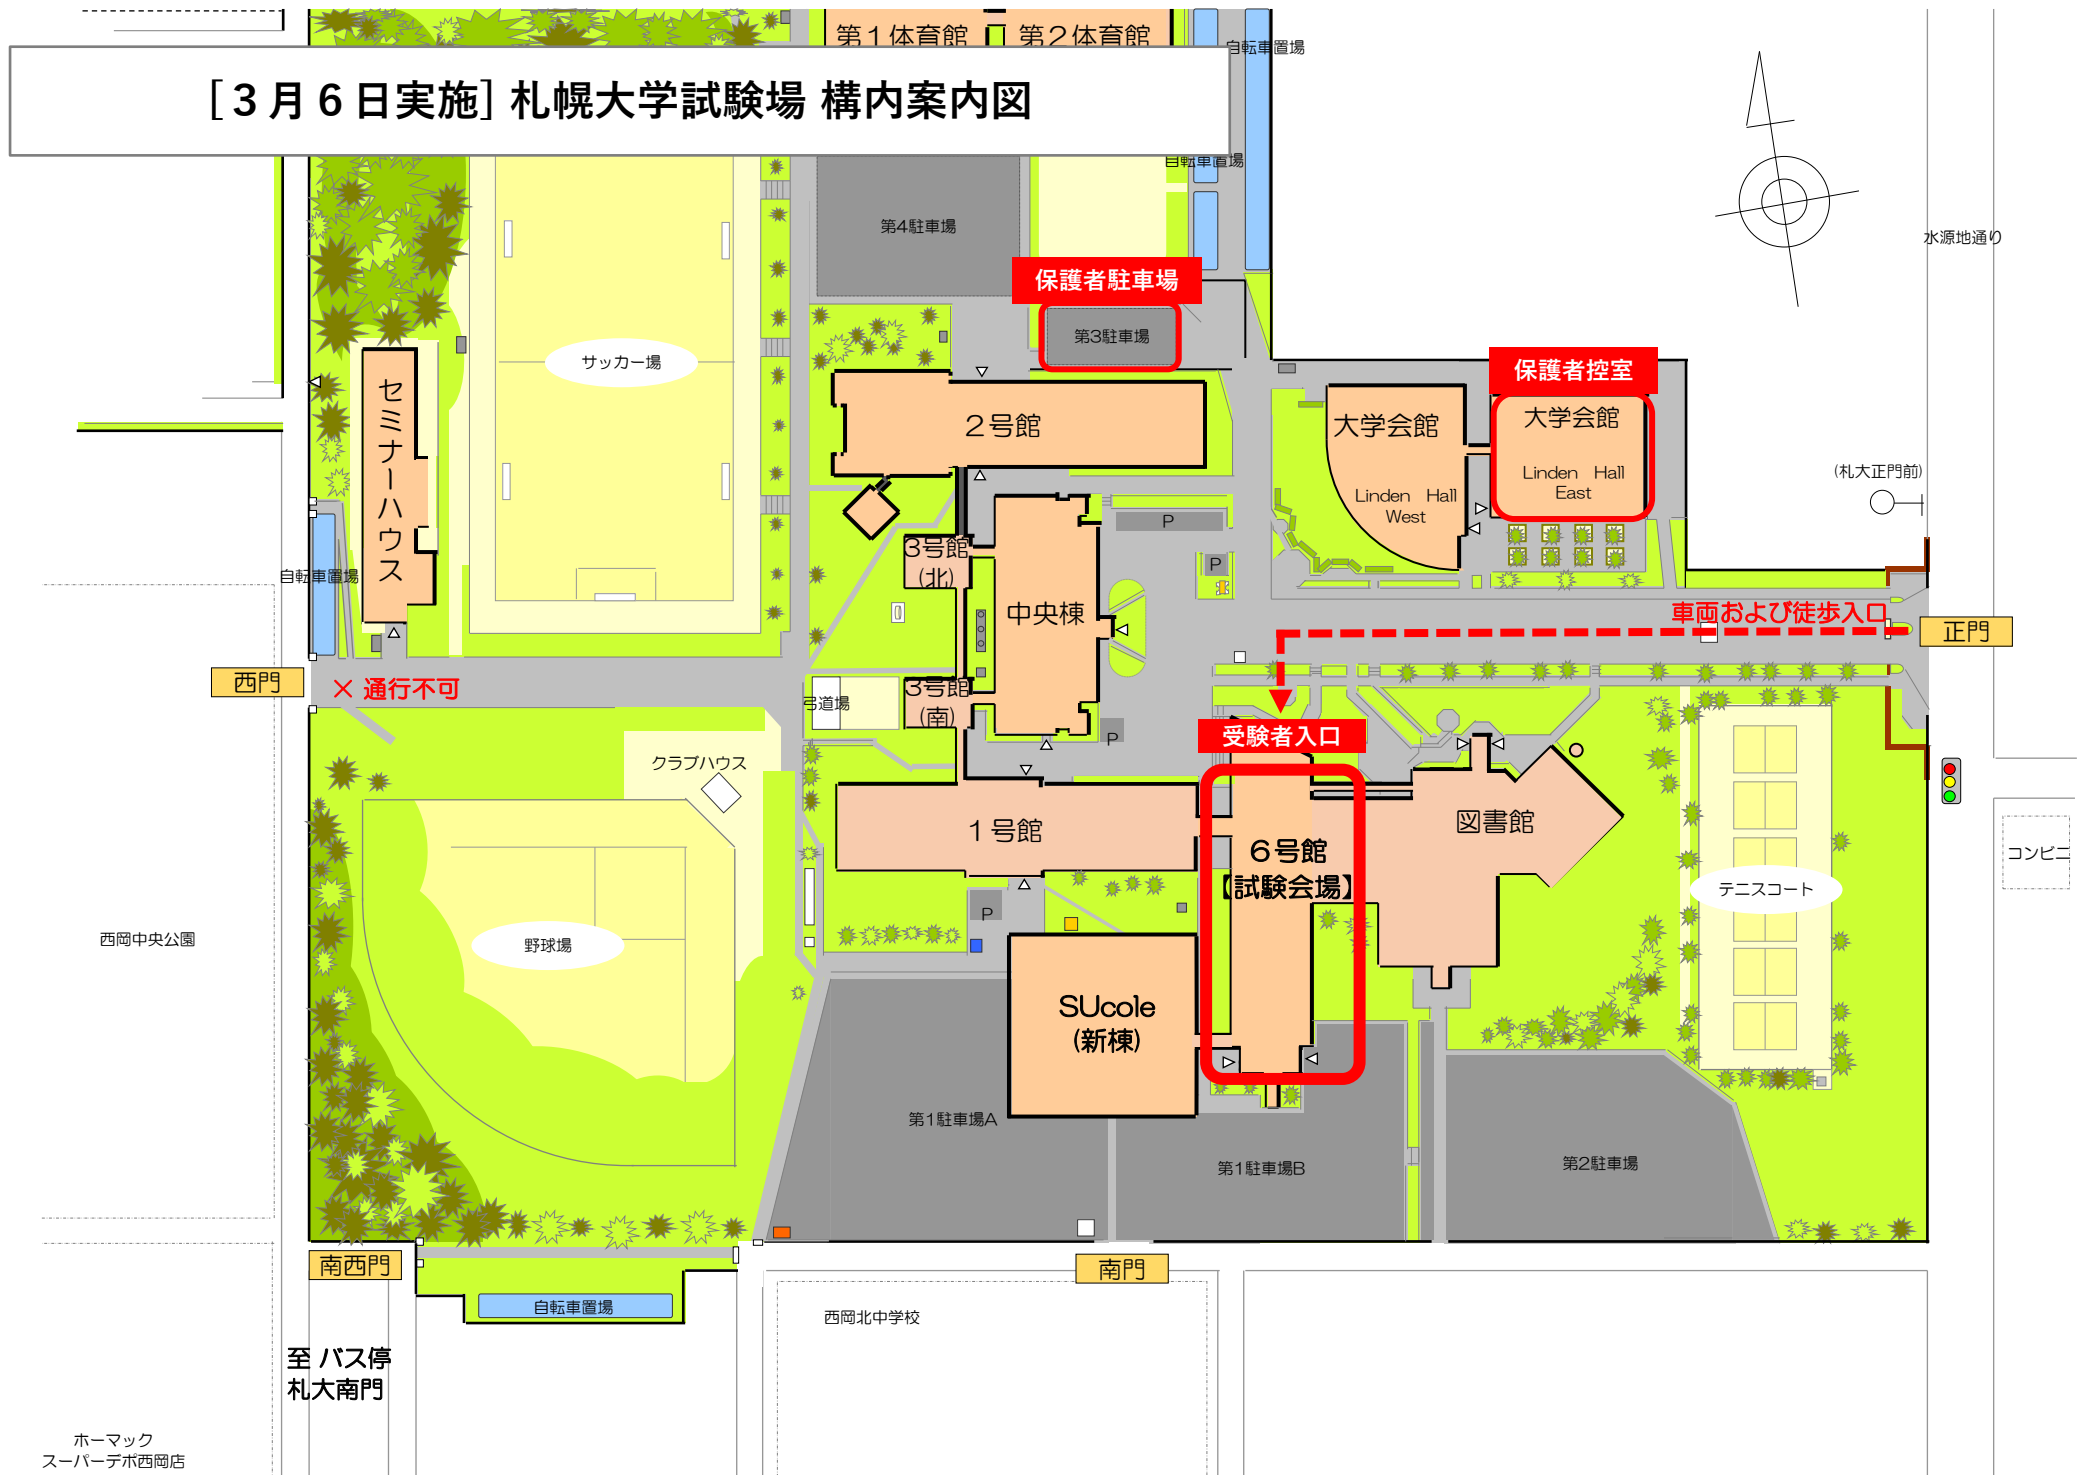 第１体育館
第２体育館
自転車置場
［３月６日実施］札幌大学試験場 構内案内図
自転車置場
第4駐車場
水源地通り
保護者駐車場
第3駐車場
サッカー場
保護者控室
セミナーハウス
２号館
大学会館
Linden Hall
West
大学会館
Linden Hall
East
(札大正門前)
P
P
3号館
(北)
自転車置場
中央棟
車両および徒歩入口
正門
西門
× 通行不可
3号館
(南)
弓道場
P
受験者入口
クラブハウス
１号館
図書館
６号館
【試験会場】
コンビニ
テニスコート
P
西岡中央公園
野球場
SUcole
(新棟)
第1駐車場A
第1駐車場B
第2駐車場
南西門
南門
自転車置場
西岡北中学校
至 バス停
札大南門
ホーマック
スーパーデポ西岡店